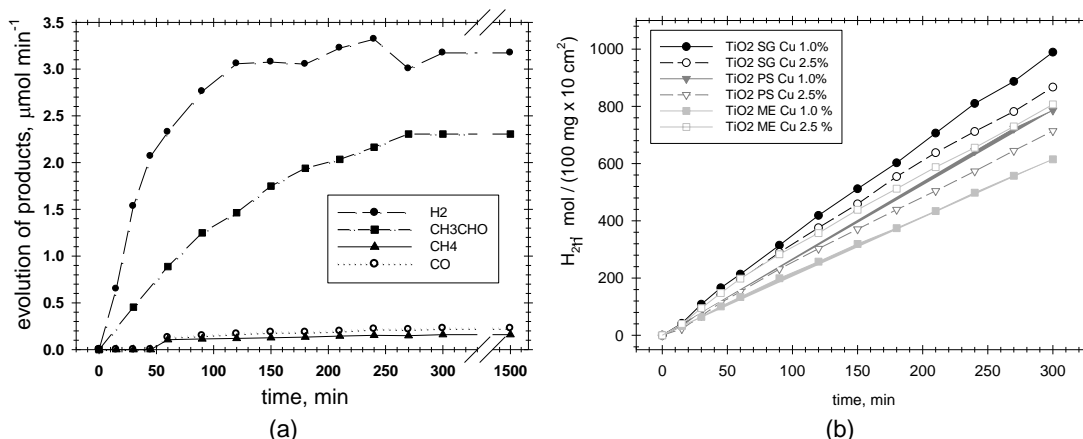 3.5
3.0
2.5
2.0
1.5
1.0
0.5
0.0
evolution of products, µmol min⁻¹
H2
CH3CHO
CH4
CO
0 50 100 150 200 250 300 1500
time, min
(a)
1000
800
600
400
200
0
H₂ mol / (100 mg x 10 cm²)
TiO2 SG Cu 1.0%
TiO2 SG Cu 2.5%
TiO2 PS Cu 1.0%
TiO2 PS Cu 2.5%
TiO2 ME Cu 1.0 %
TiO2 ME Cu 2.5 %
0 50 100 150 200 250 300
time, min
(b)